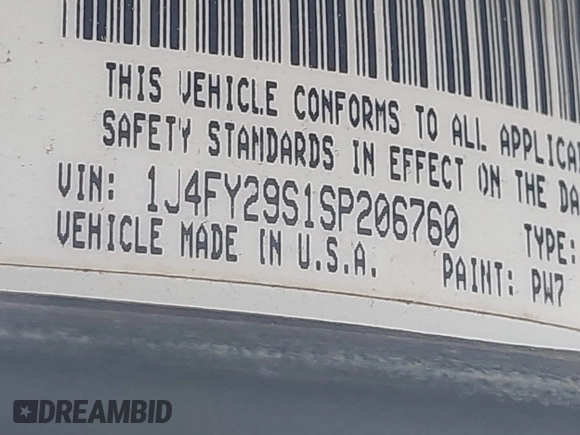 THIS VEHICLE CONFORMS TO ALL
SAFETY STANDARDS IN EFFECT ON THE
VIN: 1J4FY29S1SP206760 TYPE:
VEHICLE MADE IN U.S.A. PAINT: PW7
DREAMBID